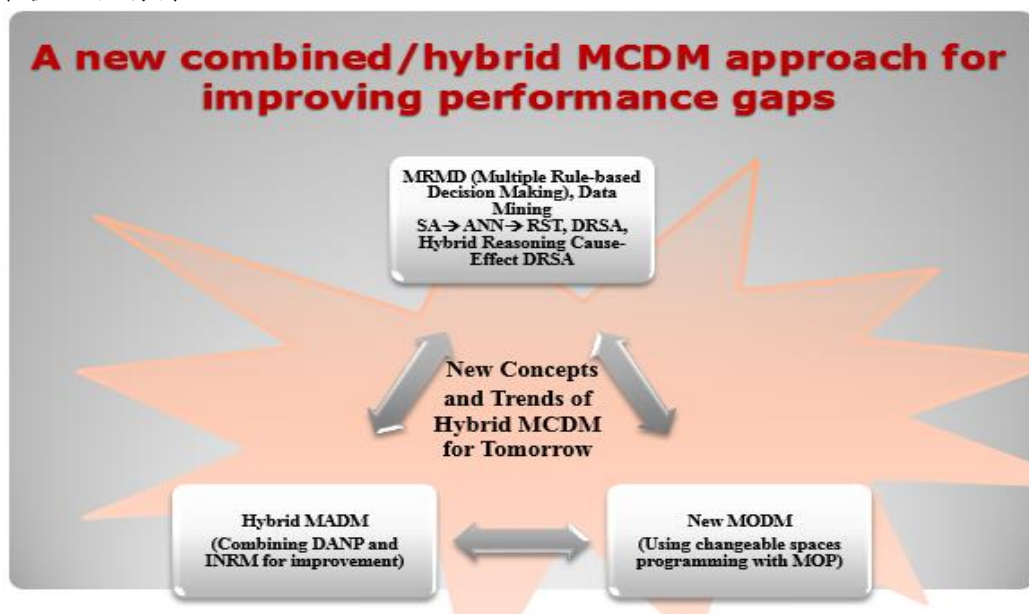 A new combined/hybrid MCDM approach for
improving performance gaps
MRMD (Multiple Rule-based
Decision Making), Data
Mining
SA→ ANN→ RST, DRSA,
Hybrid Reasoning Cause-
Effect DRSA
New Concepts
and Trends of
Hybrid MCDM
for Tomorrow
Hybrid MADM
(Combining DANP and
INRM for improvement)
New MODM
(Using changeable spaces
programming with MOP)